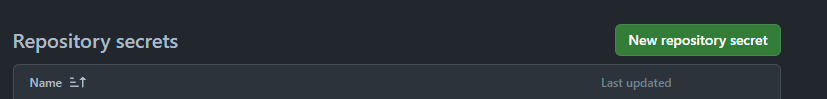 Repository secrets
New repository secret
Name
Last updated